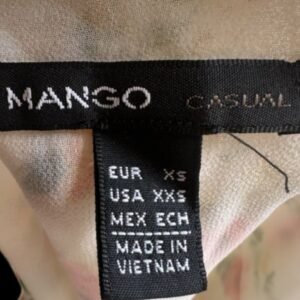 MANGO CASUAL
EUR XS
USA XXS
MEX ECH
MADE IN
VIETNAM